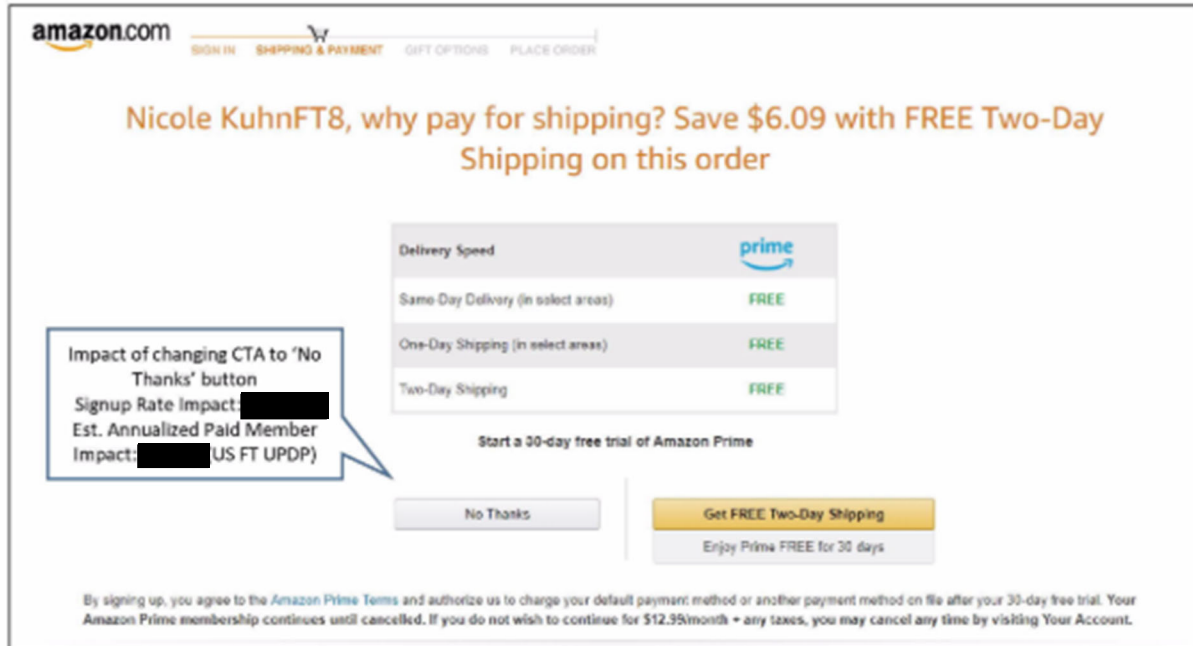 amazon.com
SIGN IN SHIPPING & PAYMENT GIFT OPTIONS PLACE ORDER
Nicole KuhnFT8, why pay for shipping? Save $6.09 with FREE Two-Day
Shipping on this order
Delivery Speed prime
Same-Day Delivery (in select areas) FREE
One-Day Shipping (in select areas) FREE
Two-Day Shipping FREE
Impact of changing CTA to ‘No
Thanks’ button
Signup Rate Impact:
Est. Annualized Paid Member
Impact: (US FT UPDP)
Start a 30-day free trial of Amazon Prime
No Thanks
Get FREE Two-Day Shipping
Enjoy Prime FREE for 30 days
By signing up, you agree to the Amazon Prime Terms and authorize us to charge your default payment method or another payment method on file after your 30-day free trial. Your
Amazon Prime membership continues until cancelled. If you do not wish to continue for $12.99/month + any taxes, you may cancel any time by visiting Your Account.